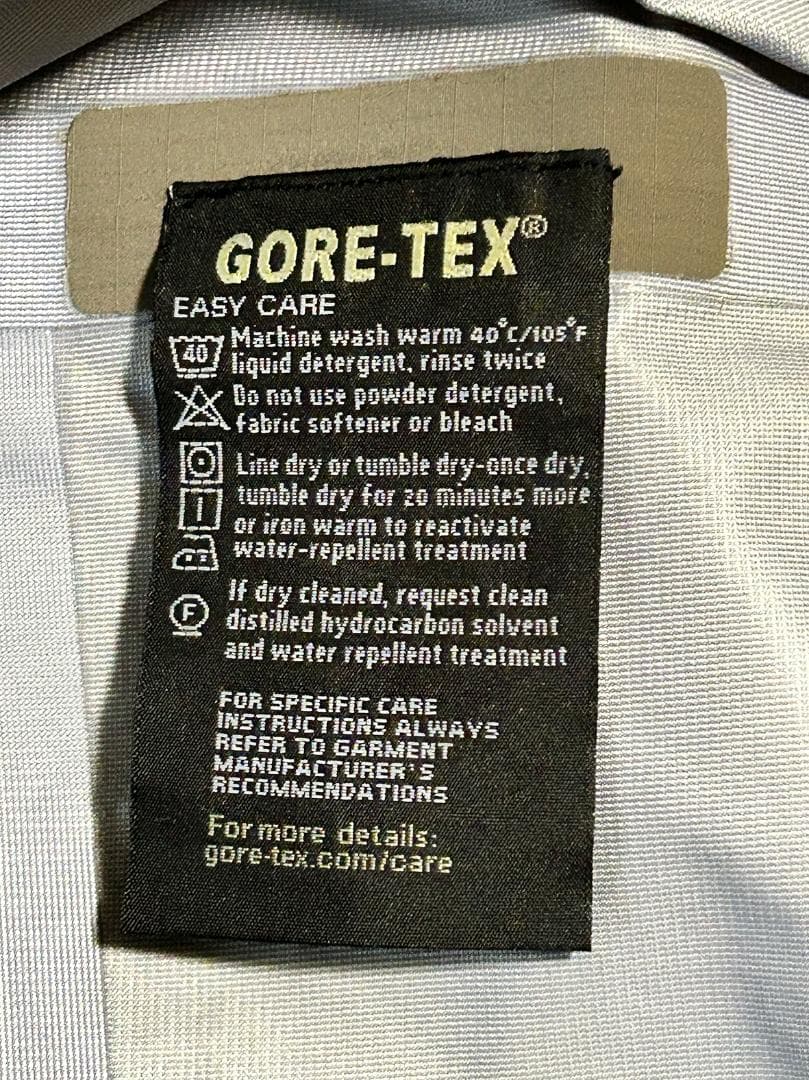 GORE-TEX®
EASY CARE
40
Machine wash warm 40°C/105°F
liquid detergent, rinse twice
Do not use powder detergent,
fabric softener or bleach
Line dry or tumble dry-once dry,
tumble dry for 20 minutes more
or iron warm to reactivate
water-repellent treatment
F
If dry cleaned, request clean
distilled hydrocarbon solvent
and water repellent treatment
FOR SPECIFIC CARE
INSTRUCTIONS ALWAYS
REFER TO GARMENT
MANUFACTURER'S
RECOMMENDATIONS
For more details:
gore-tex.com/care